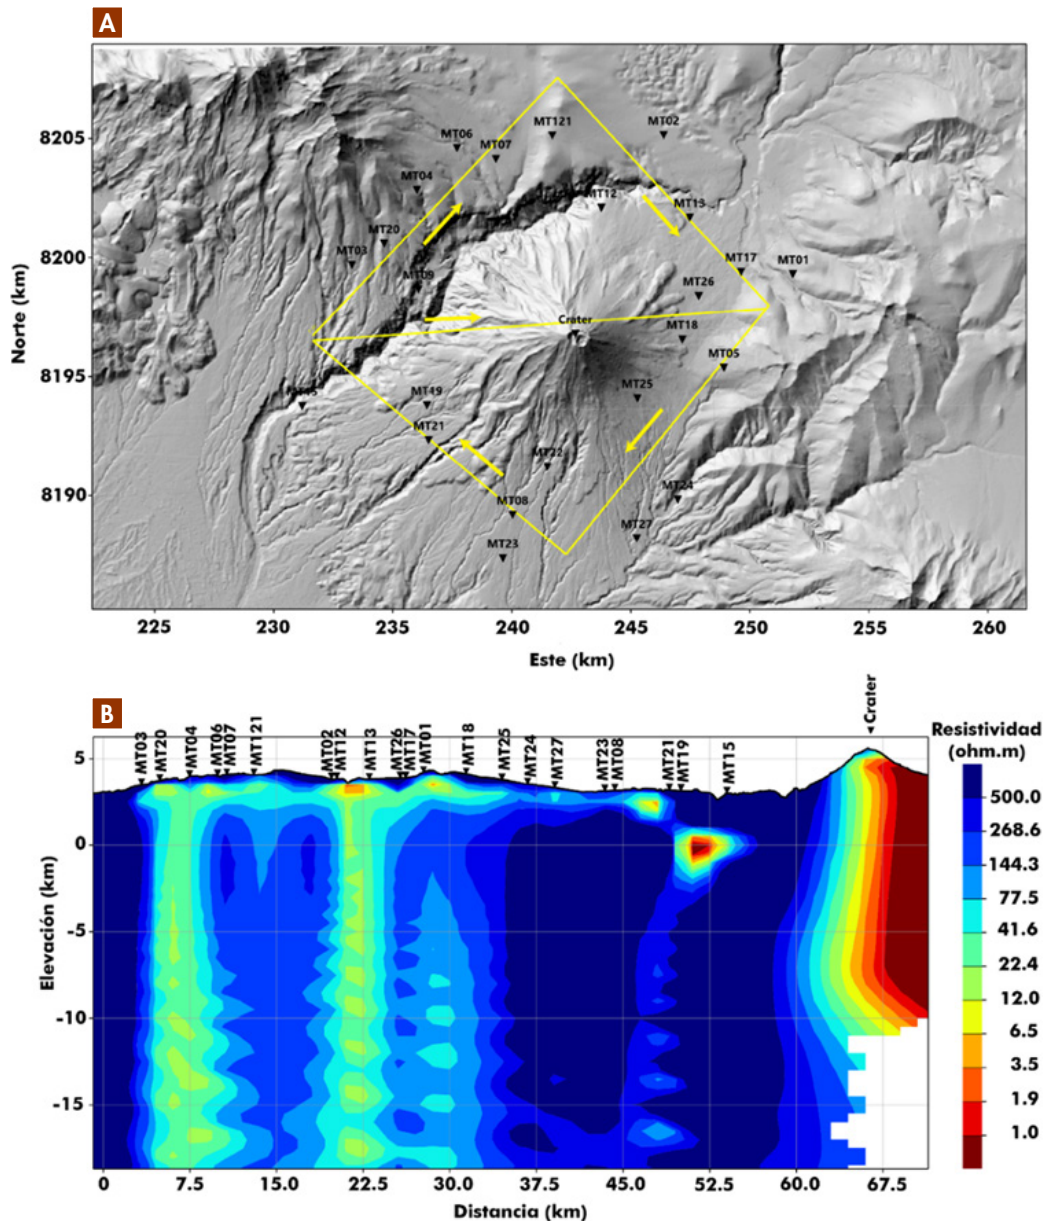 A
Norte (km)
8205
8200
8195
8190
MT121
MT02
MT06
MT07
MT04
MT12
MT13
MT20
MT03
MT09
MT17
MT01
MT26
Crater
MT18
MT05
MT25
MT19
MT15
MT21
MT22
MT24
MT08
MT27
MT23
225
230
235
240
245
250
255
260
Este (km)
B
MT03
MT20
MT04
MT06
MT07
MT121
MT02
MT12
MT13
MT26
MT17
MT01
MT18
MT25
MT24
MT27
MT23
MT08
MT21
MT19
MT15
Crater
Elevación (km)
5
0
-5
-10
-15
0
7.5
15.0
22.5
30.0
37.5
45.0
52.5
60.0
67.5
Distancia (km)
Resistividad
(ohm.m)
500.0
268.6
144.3
77.5
41.6
22.4
12.0
6.5
3.5
1.9
1.0